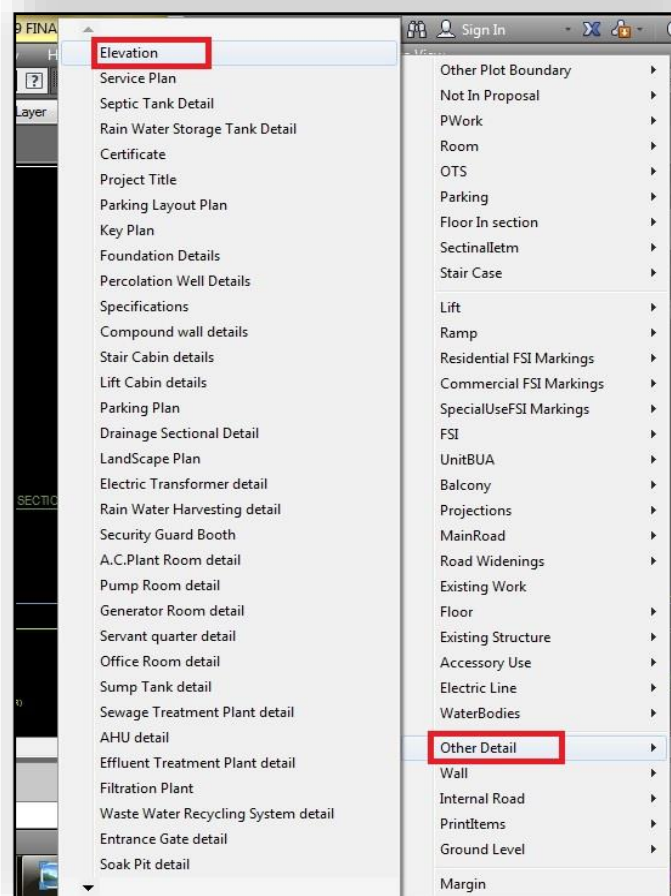 9 FINA
Sign In
Elevation
Service Plan
Septic Tank Detail
Layer
Rain Water Storage Tank Detail
Certificate
Project Title
Parking Layout Plan
Key Plan
Foundation Details
Percolation Well Details
Specifications
Compound wall details
Stair Cabin details
Lift Cabin details
Parking Plan
Drainage Sectional Detail
LandScape Plan
Electric Transformer detail
SECTIO
Rain Water Harvesting detail
Security Guard Booth
A.C.Plant Room detail
Pump Room detail
Generator Room detail
Servant quarter detail
Office Room detail
Sump Tank detail
Sewage Treatment Plant detail
AHU detail
Effluent Treatment Plant detail
Filtration Plant
Waste Water Recycling System detail
Entrance Gate detail
Soak Pit detail
Other Plot Boundary
Not In Proposal
PWork
Room
OTS
Parking
Floor In section
SectinalIetm
Stair Case
Lift
Ramp
Residential FSI Markings
Commercial FSI Markings
SpecialUseFSI Markings
FSI
UnitBUA
Balcony
Projections
MainRoad
Road Widenings
Existing Work
Floor
Existing Structure
Accessory Use
Electric Line
WaterBodies
Other Detail
Wall
Internal Road
PrintItems
Ground Level
Margin